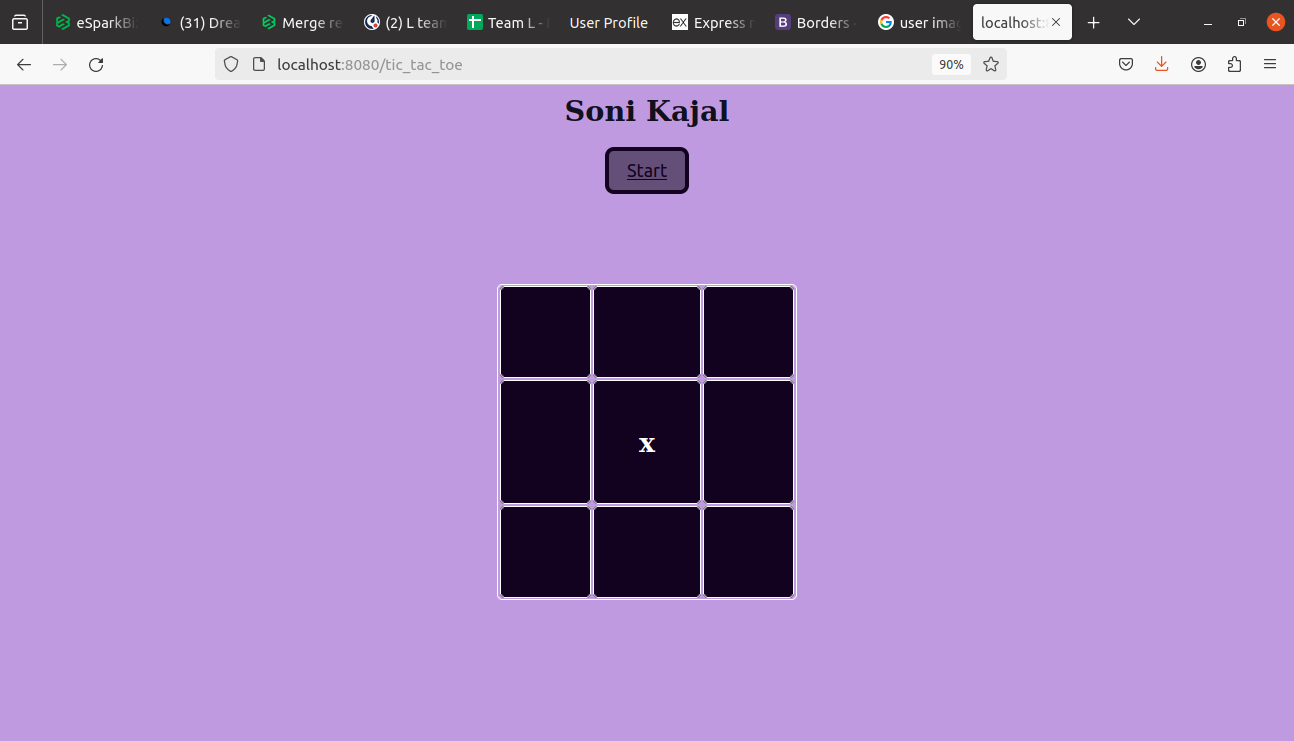 eSparkBi
(31) Drea
Merge re
(2) L tean
Team L -
User Profile
Express
Borders
user ima
localhost:
localhost:8080/tic_tac_toe
90%
Soni Kajal
Start
x